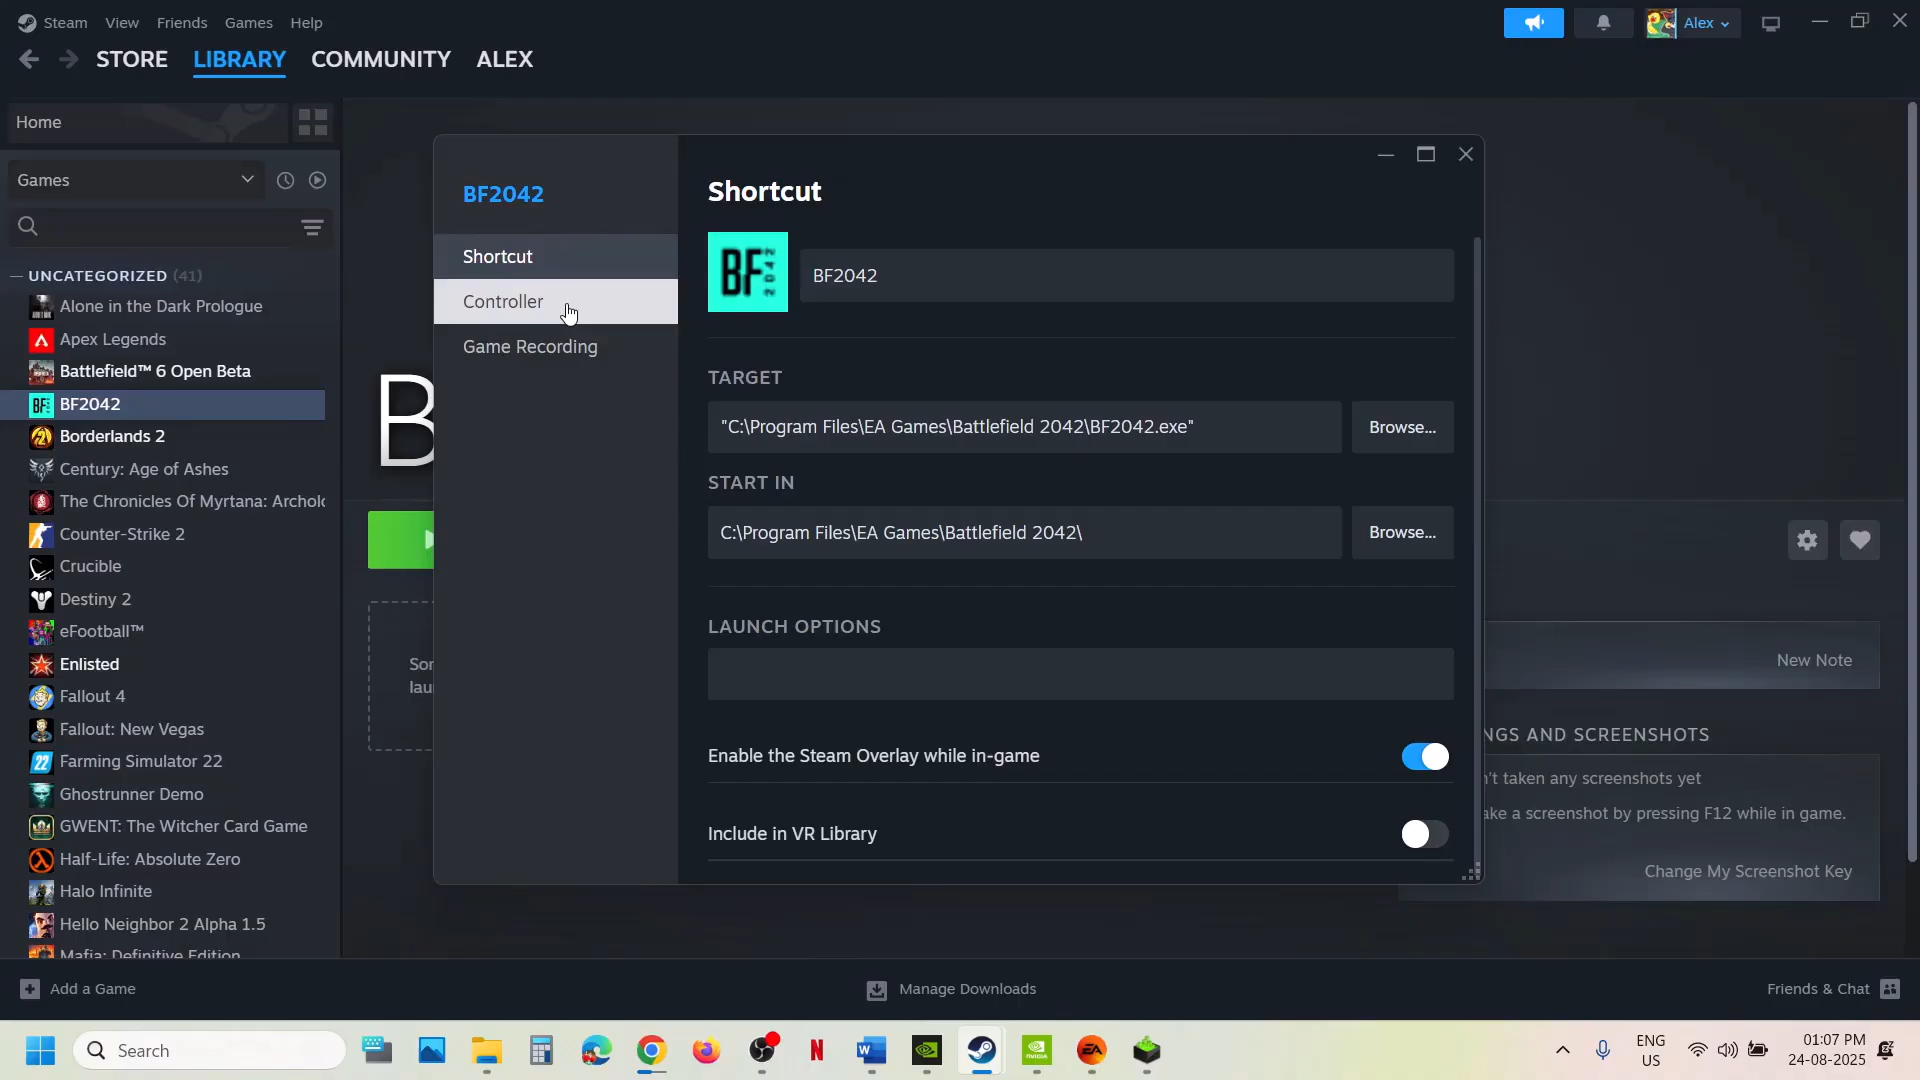 Steam View Friends Games Help
Alex
STORE LIBRARY COMMUNITY ALEX
Home
Games
UNCATEGORIZED (41)
Alone in the Dark Prologue
Apex Legends
Battlefield™ 6 Open Beta
BF2042
Borderlands 2
Century: Age of Ashes
The Chronicles Of Myrtana: Archolo
Counter-Strike 2
Crucible
Destiny 2
eFootball™
Enlisted
Fallout 4
Fallout: New Vegas
Farming Simulator 22
Ghostrunner Demo
GWENT: The Witcher Card Game
Half-Life: Absolute Zero
Halo Infinite
Hello Neighbor 2 Alpha 1.5
Mafia: Definitive Edition
B
Sor
lau
BF2042
Shortcut
Controller
Game Recording
Shortcut
BF 2042
BF2042
TARGET
"C:\Program Files\EA Games\Battlefield 2042\BF2042.exe" Browse...
START IN
C:\Program Files\EA Games\Battlefield 2042\ Browse...
LAUNCH OPTIONS
Enable the Steam Overlay while in-game
Include in VR Library
New Note
NGS AND SCREENSHOTS
't taken any screenshots yet
ake a screenshot by pressing F12 while in game.
Change My Screenshot Key
Add a Game Manage Downloads Friends & Chat
Search
ENG
US
01:07 PM
24-08-2025